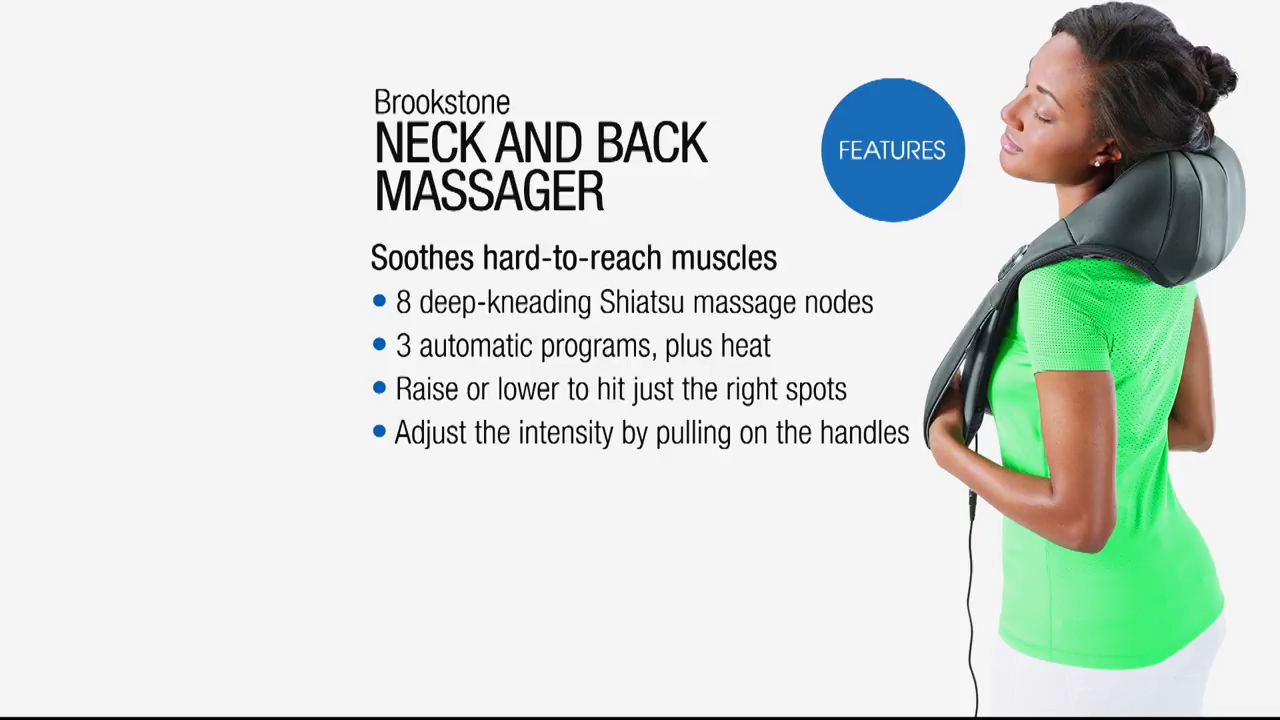 Brookstone
NECK AND BACK
MASSAGER
FEATURES
Soothes hard-to-reach muscles
• 8 deep-kneading Shiatsu massage nodes
• 3 automatic programs, plus heat
• Raise or lower to hit just the right spots
• Adjust the intensity by pulling on the handles